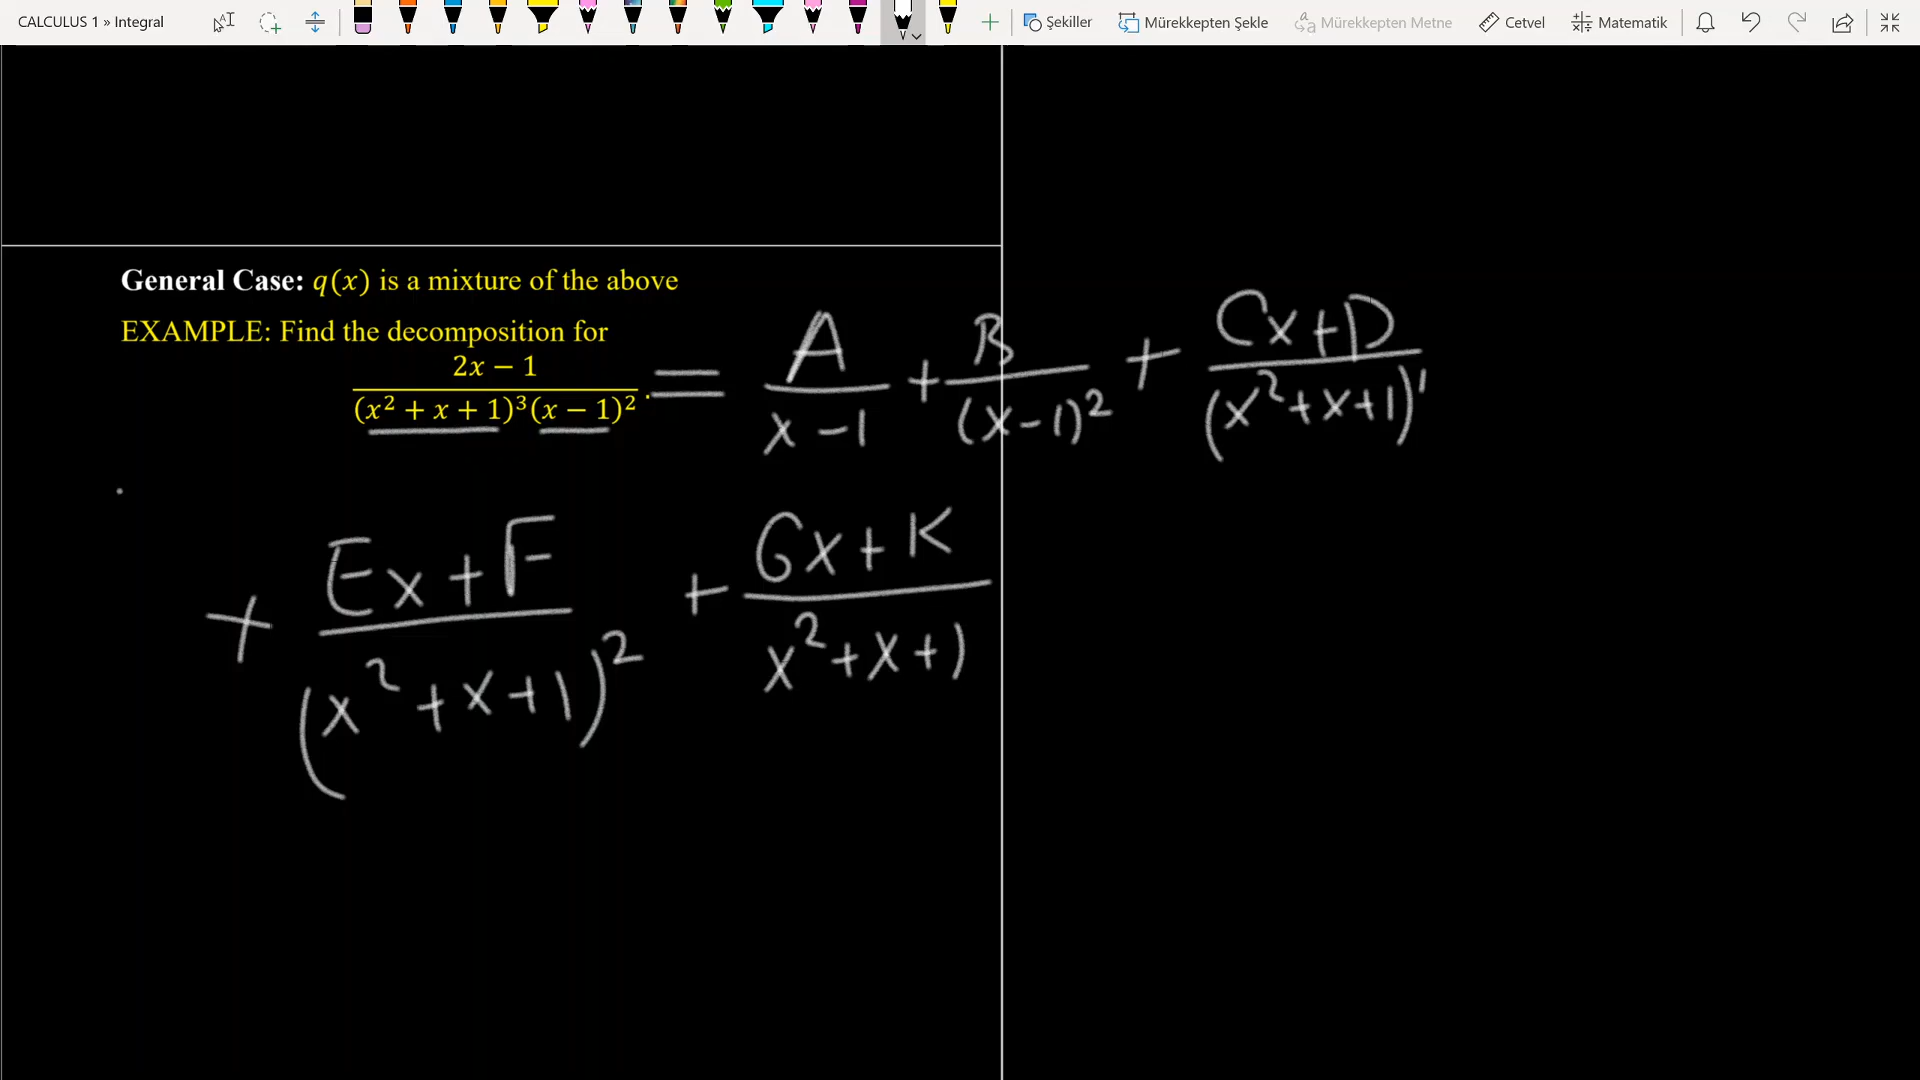 CALCULUS 1 » Integral Şekiller Mürekkepten Şekle Mürekkepten Metne Cetvel Matematik
General Case: q(x) is a mixture of the above
EXAMPLE: Find the decomposition for
(2x − 1)/((x² + x + 1)³(x − 1)²) . = A/(x − 1) + B/(x − 1)² + (Cx + D)/(x² + x + 1)'
+ (Ex + F)/(x² + x + 1)² + (Gx + K)/(x² + x + 1)